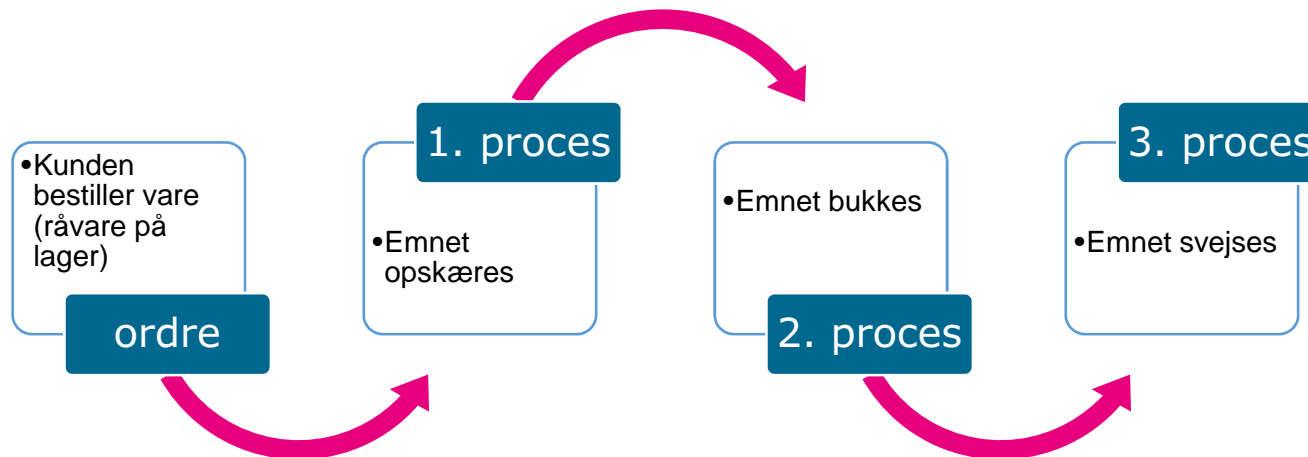 •Kunden
bestiller vare
(råvare på
lager)
ordre
1. proces
•Emnet
opskæres
•Emnet bukkes
2. proces
3. proces
•Emnet svejses